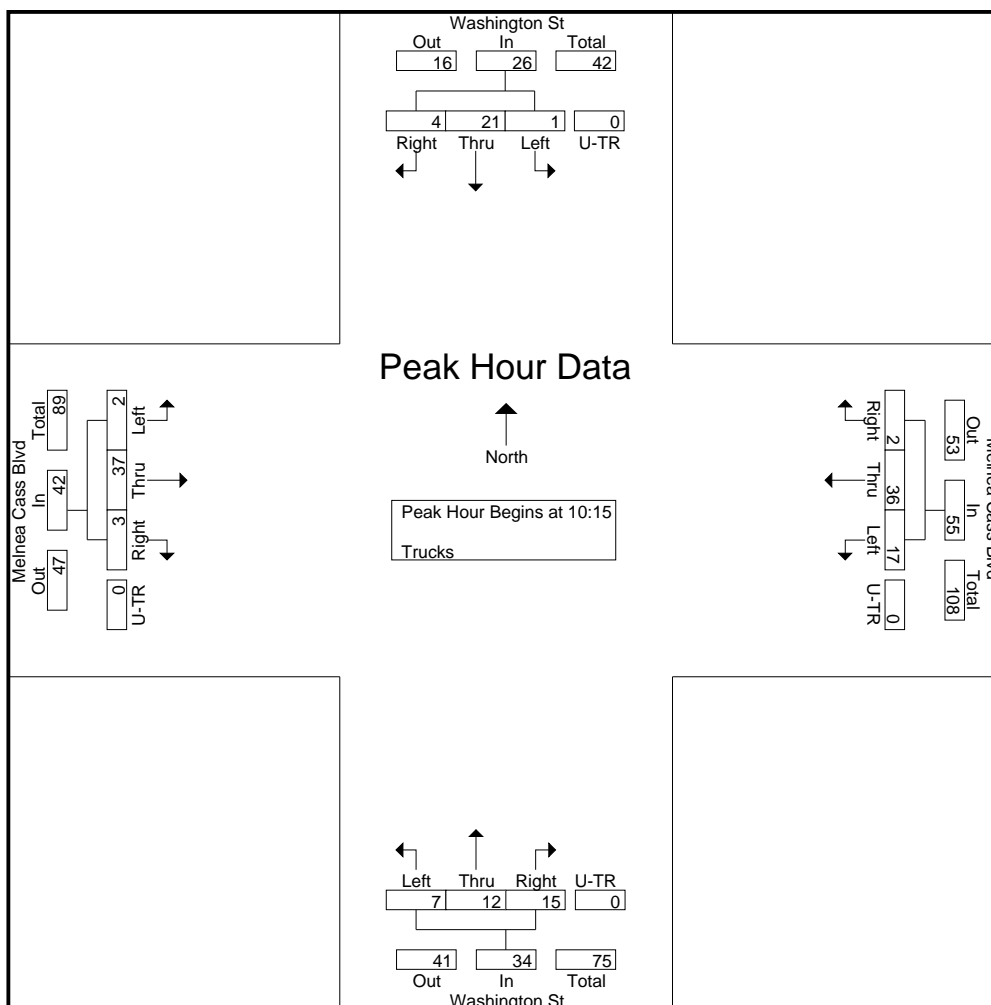 Washington St
Out In Total
16 26 42
4 21 1 0
Right Thru Left U-TR
Peak Hour Data
North
Peak Hour Begins at 10:15
Trucks
Melnea Cass Blvd
Total In Out
89 42 47
2 37 3 0
Left Thru Right U-TR
Right Thru Left U-TR
2 36 17 0
Out In Total
53 55 108
Melnea Cass Blvd
Left Thru Right U-TR
7 12 15 0
41 34 75
Out In Total
Washington St